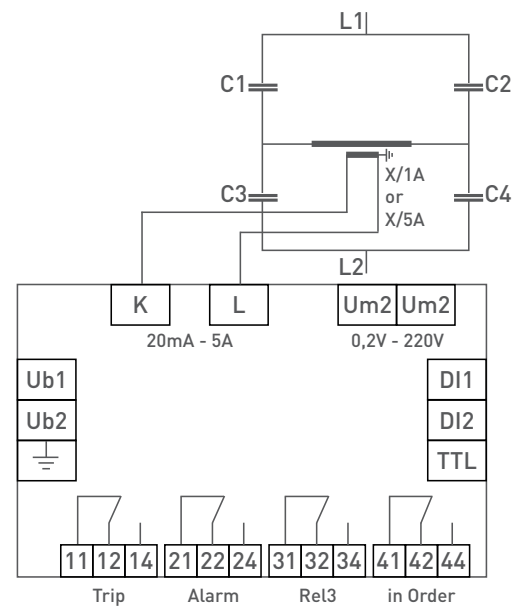 L1
C1
C2
X/1A
or
X/5A
C3
C4
L2
K
L
Um2 Um2
20mA - 5A
0,2V - 220V
Ub1
DI1
Ub2
DI2
TTL
11 12 14 21 22 24 31 32 34 41 42 44
Trip Alarm Rel3 in Order